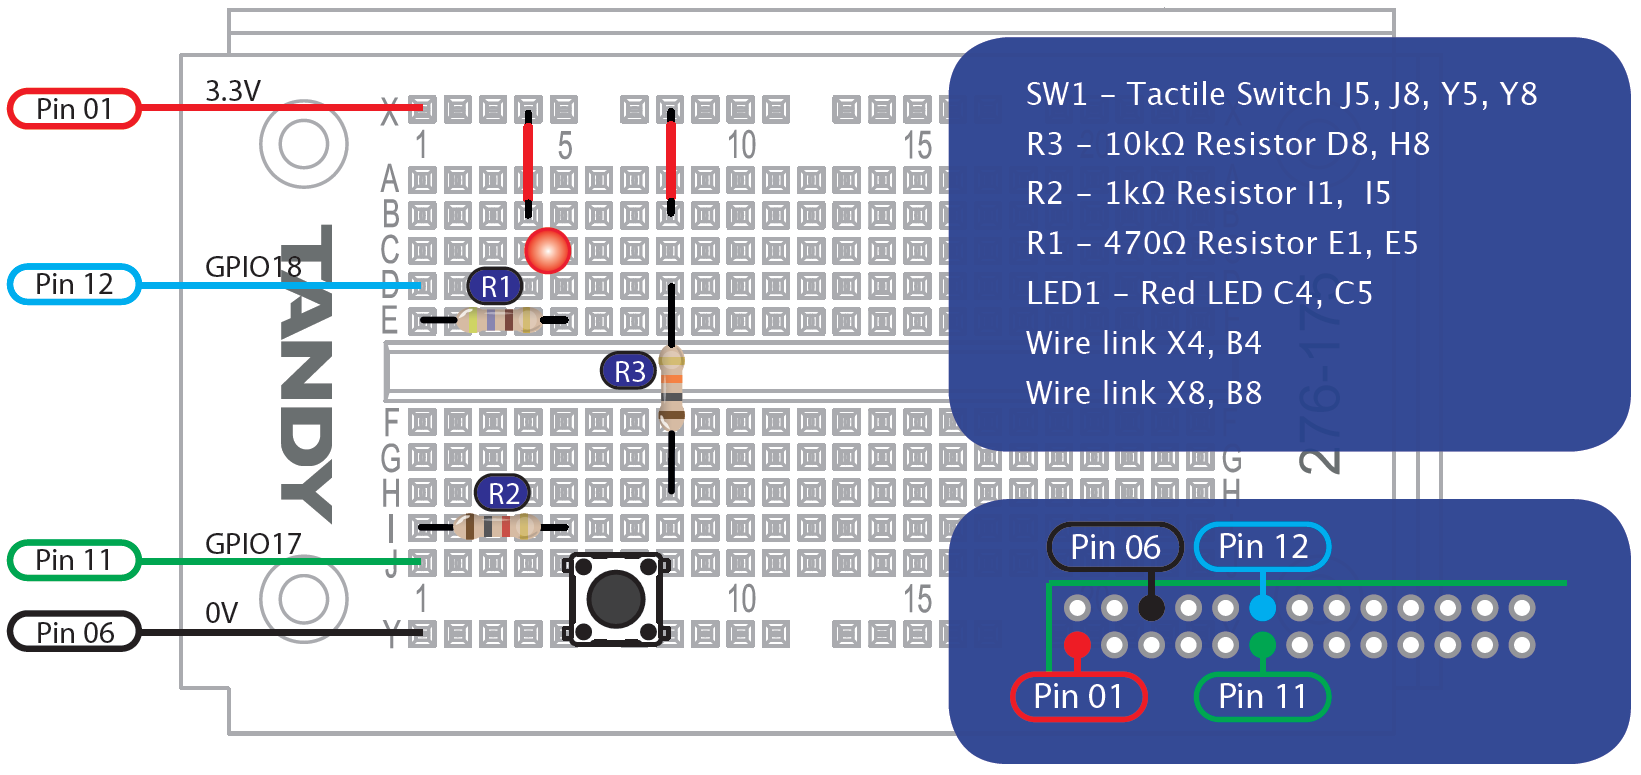 Pin 01
3.3V
X
1 5 10 15
A
B
C
Pin 12
GPIO18
D
R1
E
R3
TANDY
F
G
H
R2
I
Pin 11
GPIO17
J
1 10 15
Pin 06
0V
Y
SW1 – Tactile Switch J5, J8, Y5, Y8
R3 – 10kΩ Resistor D8, H8
R2 – 1kΩ Resistor I1, I5
R1 – 470Ω Resistor E1, E5
LED1 – Red LED C4, C5
Wire link X4, B4
Wire link X8, B8
276-175
G
H
Pin 06 Pin 12
Pin 01 Pin 11